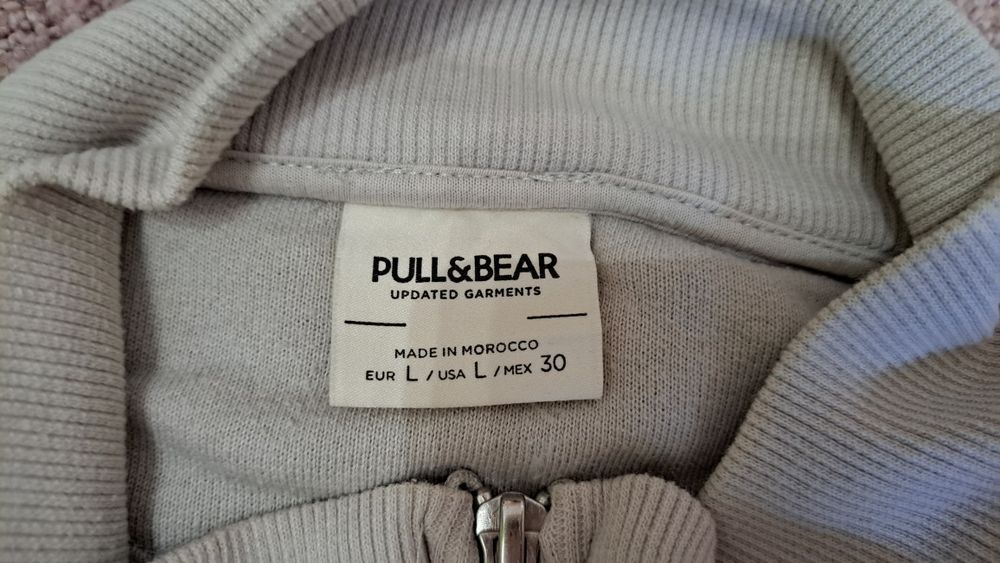 PULL&BEAR
UPDATED GARMENTS
MADE IN MOROCCO
EUR L / USA L / MEX 30